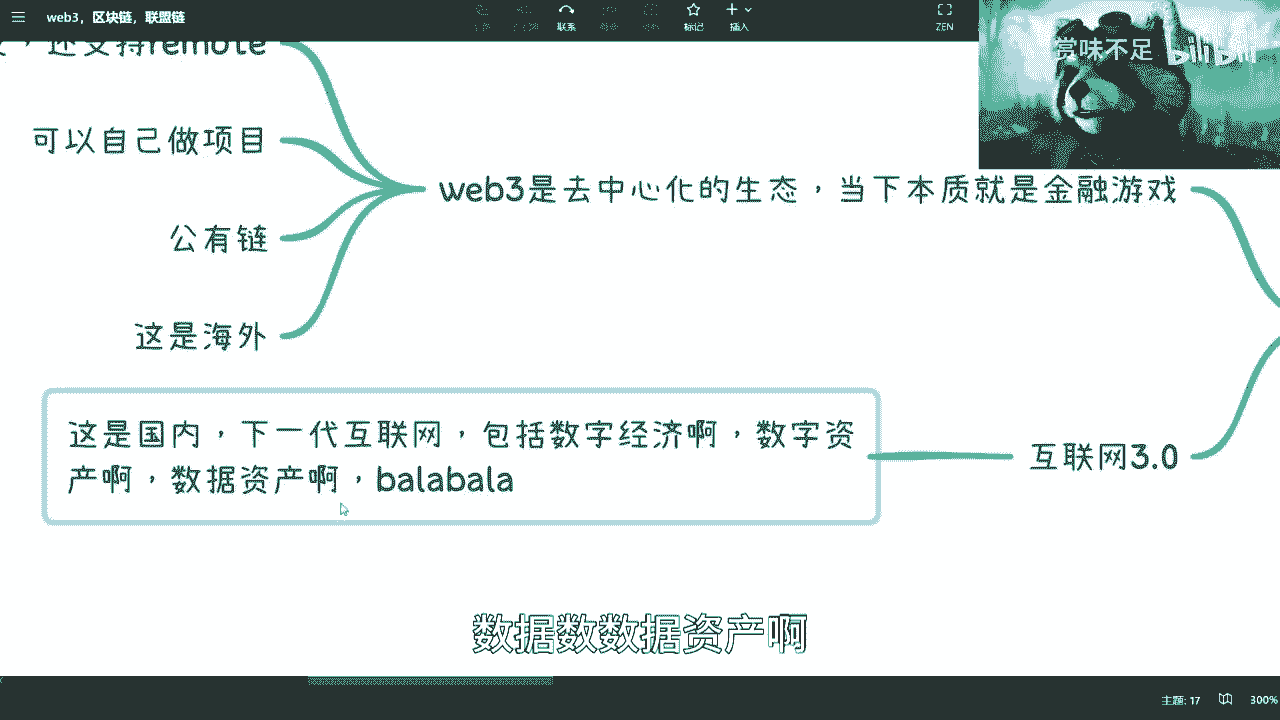 web3，区块链，联盟链
联系
标记
插入
ZEN
赏味不足 bilibili
还支持remote
可以自己做项目
公有链
这是海外
web3是去中心化的生态，当下本质就是金融游戏
这是国内，下一代互联网，包括数字经济啊，数字资
产啊，数据资产啊，balabala
互联网3.0
数据数数据资产啊
主题: 17
300%